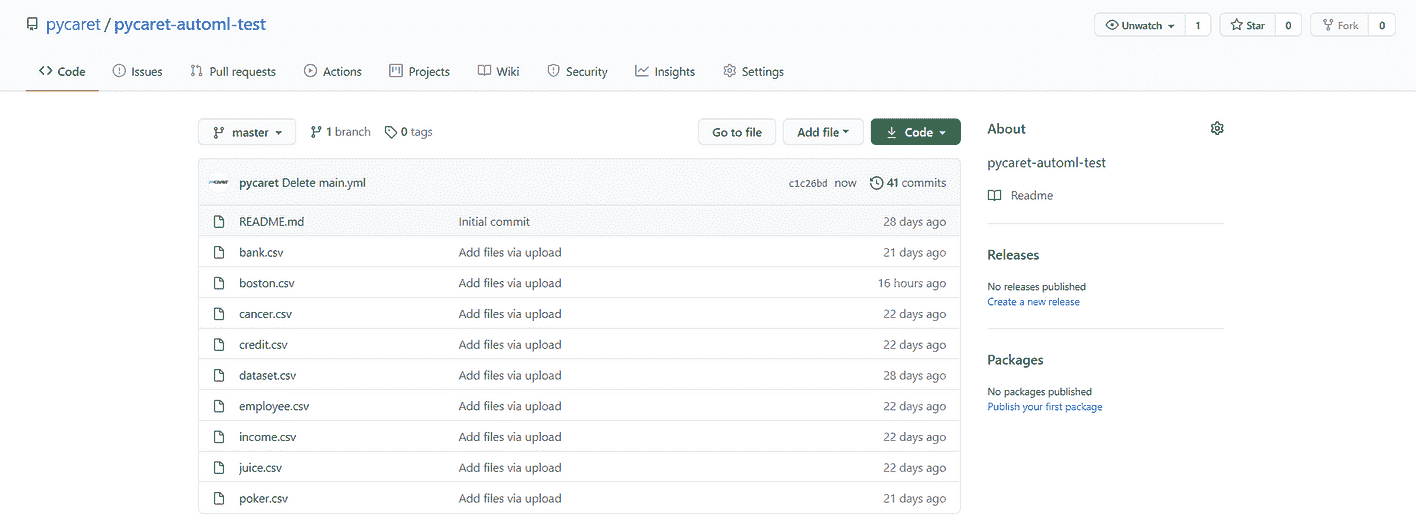 pycaret / pycaret-automl-test
Unwatch 1 Star 0 Fork 0
Code Issues Pull requests Actions Projects Wiki Security Insights Settings
master 1 branch 0 tags Go to file Add file Code
pycaret Delete main.yml c1c26bd now 41 commits
README.md Initial commit 28 days ago
bank.csv Add files via upload 21 days ago
boston.csv Add files via upload 16 hours ago
cancer.csv Add files via upload 22 days ago
credit.csv Add files via upload 22 days ago
dataset.csv Add files via upload 28 days ago
employee.csv Add files via upload 22 days ago
income.csv Add files via upload 22 days ago
juice.csv Add files via upload 22 days ago
poker.csv Add files via upload 21 days ago
About
pycaret-automl-test
Readme
Releases
No releases published
Create a new release
Packages
No packages published
Publish your first package